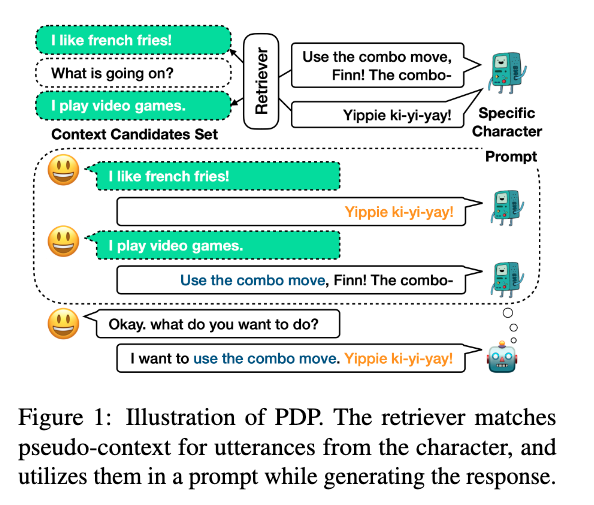 I like french fries!
What is going on?
I play video games.
Context Candidates Set
Retriever
Use the combo move,
Finn! The combo-
Yippie ki-yi-yay!
Specific
Character
Prompt
I like french fries!
Yippie ki-yi-yay!
I play video games.
Use the combo move, Finn! The combo-
Okay. what do you want to do?
I want to use the combo move. Yippie ki-yi-yay!
Figure 1: Illustration of PDP. The retriever matches
pseudo-context for utterances from the character, and
utilizes them in a prompt while generating the response.